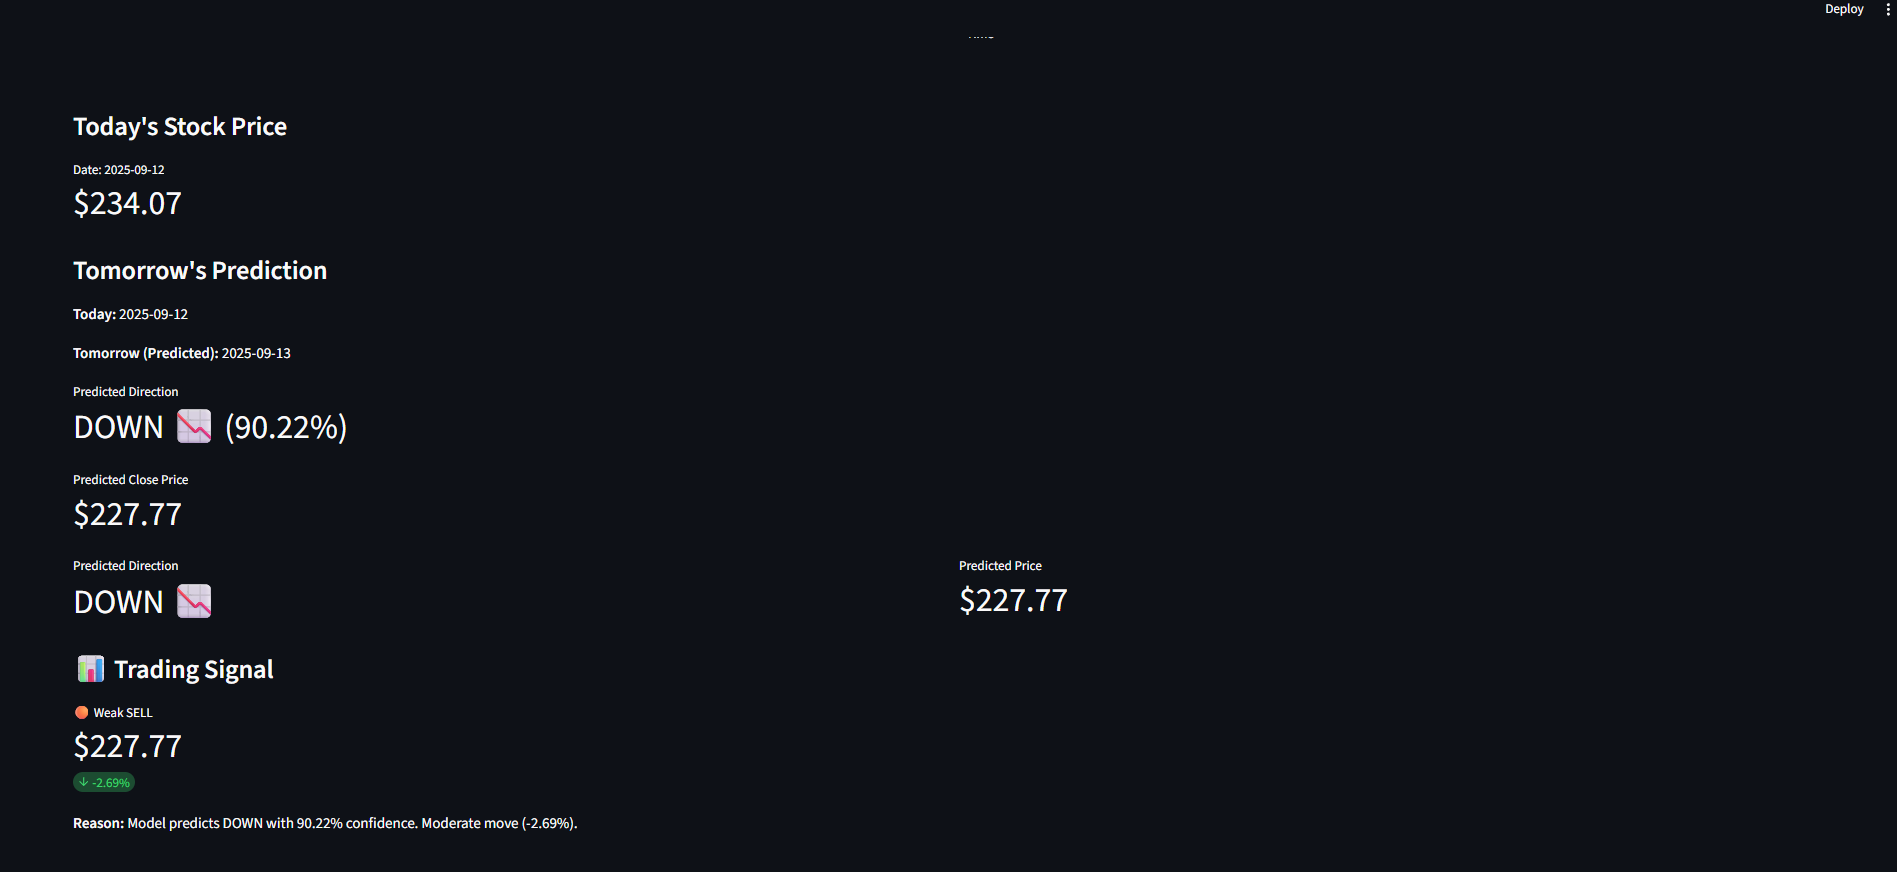 Deploy
Today's Stock Price
Date: 2025-09-12
$234.07
Tomorrow's Prediction
Today: 2025-09-12
Tomorrow (Predicted): 2025-09-13
Predicted Direction
DOWN 📉 (90.22%)
Predicted Close Price
$227.77
Predicted Direction
DOWN 📉
Predicted Price
$227.77
📊 Trading Signal
🟠 Weak SELL
$227.77
↓ -2.69%
Reason: Model predicts DOWN with 90.22% confidence. Moderate move (-2.69%).